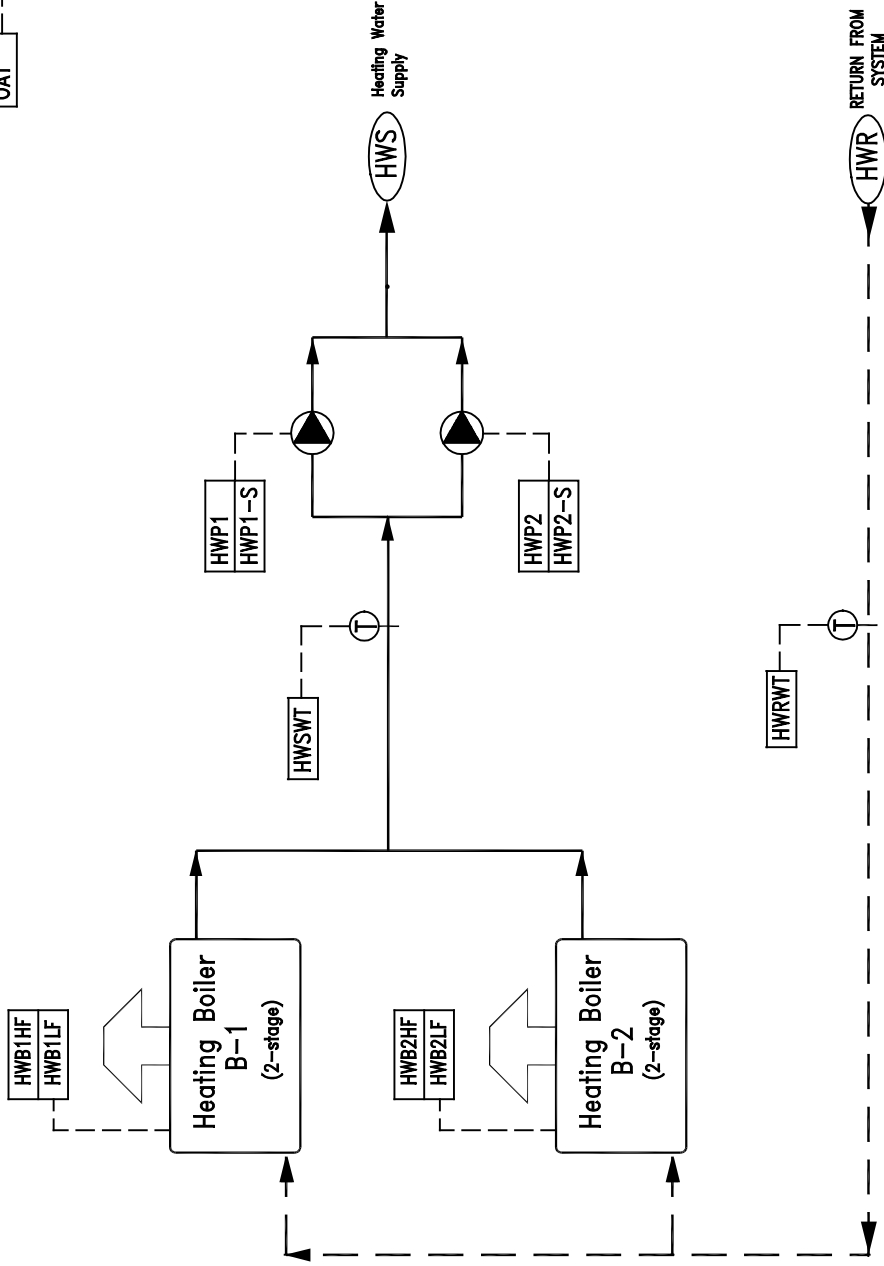 OAT
Heating Water
Supply
HWS
RETURN FROM
SYSTEM
HWR
HWP1
HWP1-S
HWP2
HWP2-S
T
HWSWT
T
HWRWT
HWB1HF
HWB1LF
Heating Boiler
B-1
(2-stage)
HWB2HF
HWB2LF
Heating Boiler
B-2
(2-stage)